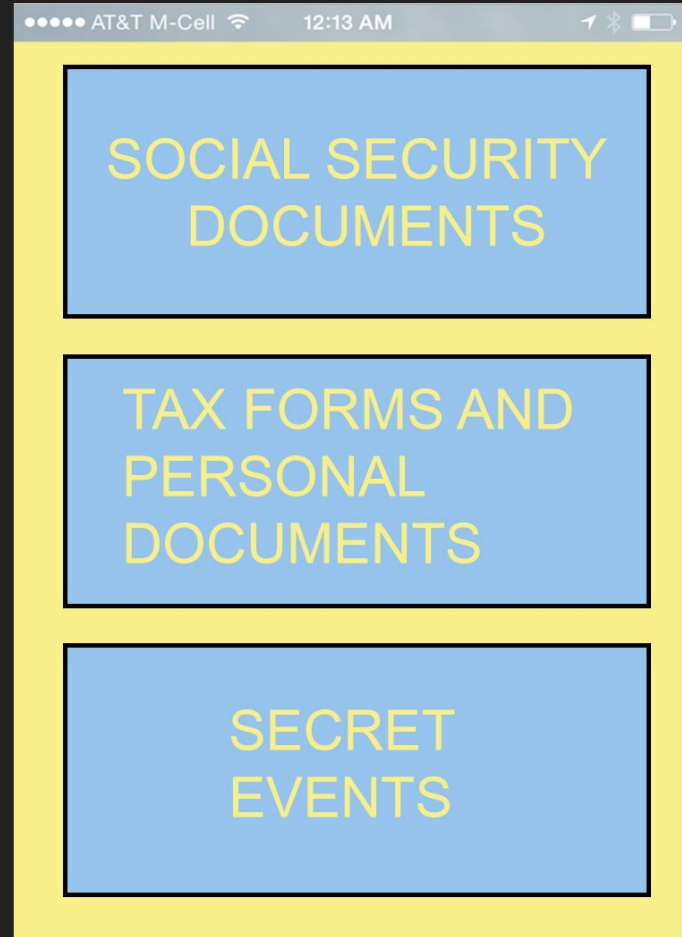 AT&T M-Cell 12:13 AM
SOCIAL SECURITY
DOCUMENTS
TAX FORMS AND
PERSONAL
DOCUMENTS
SECRET
EVENTS